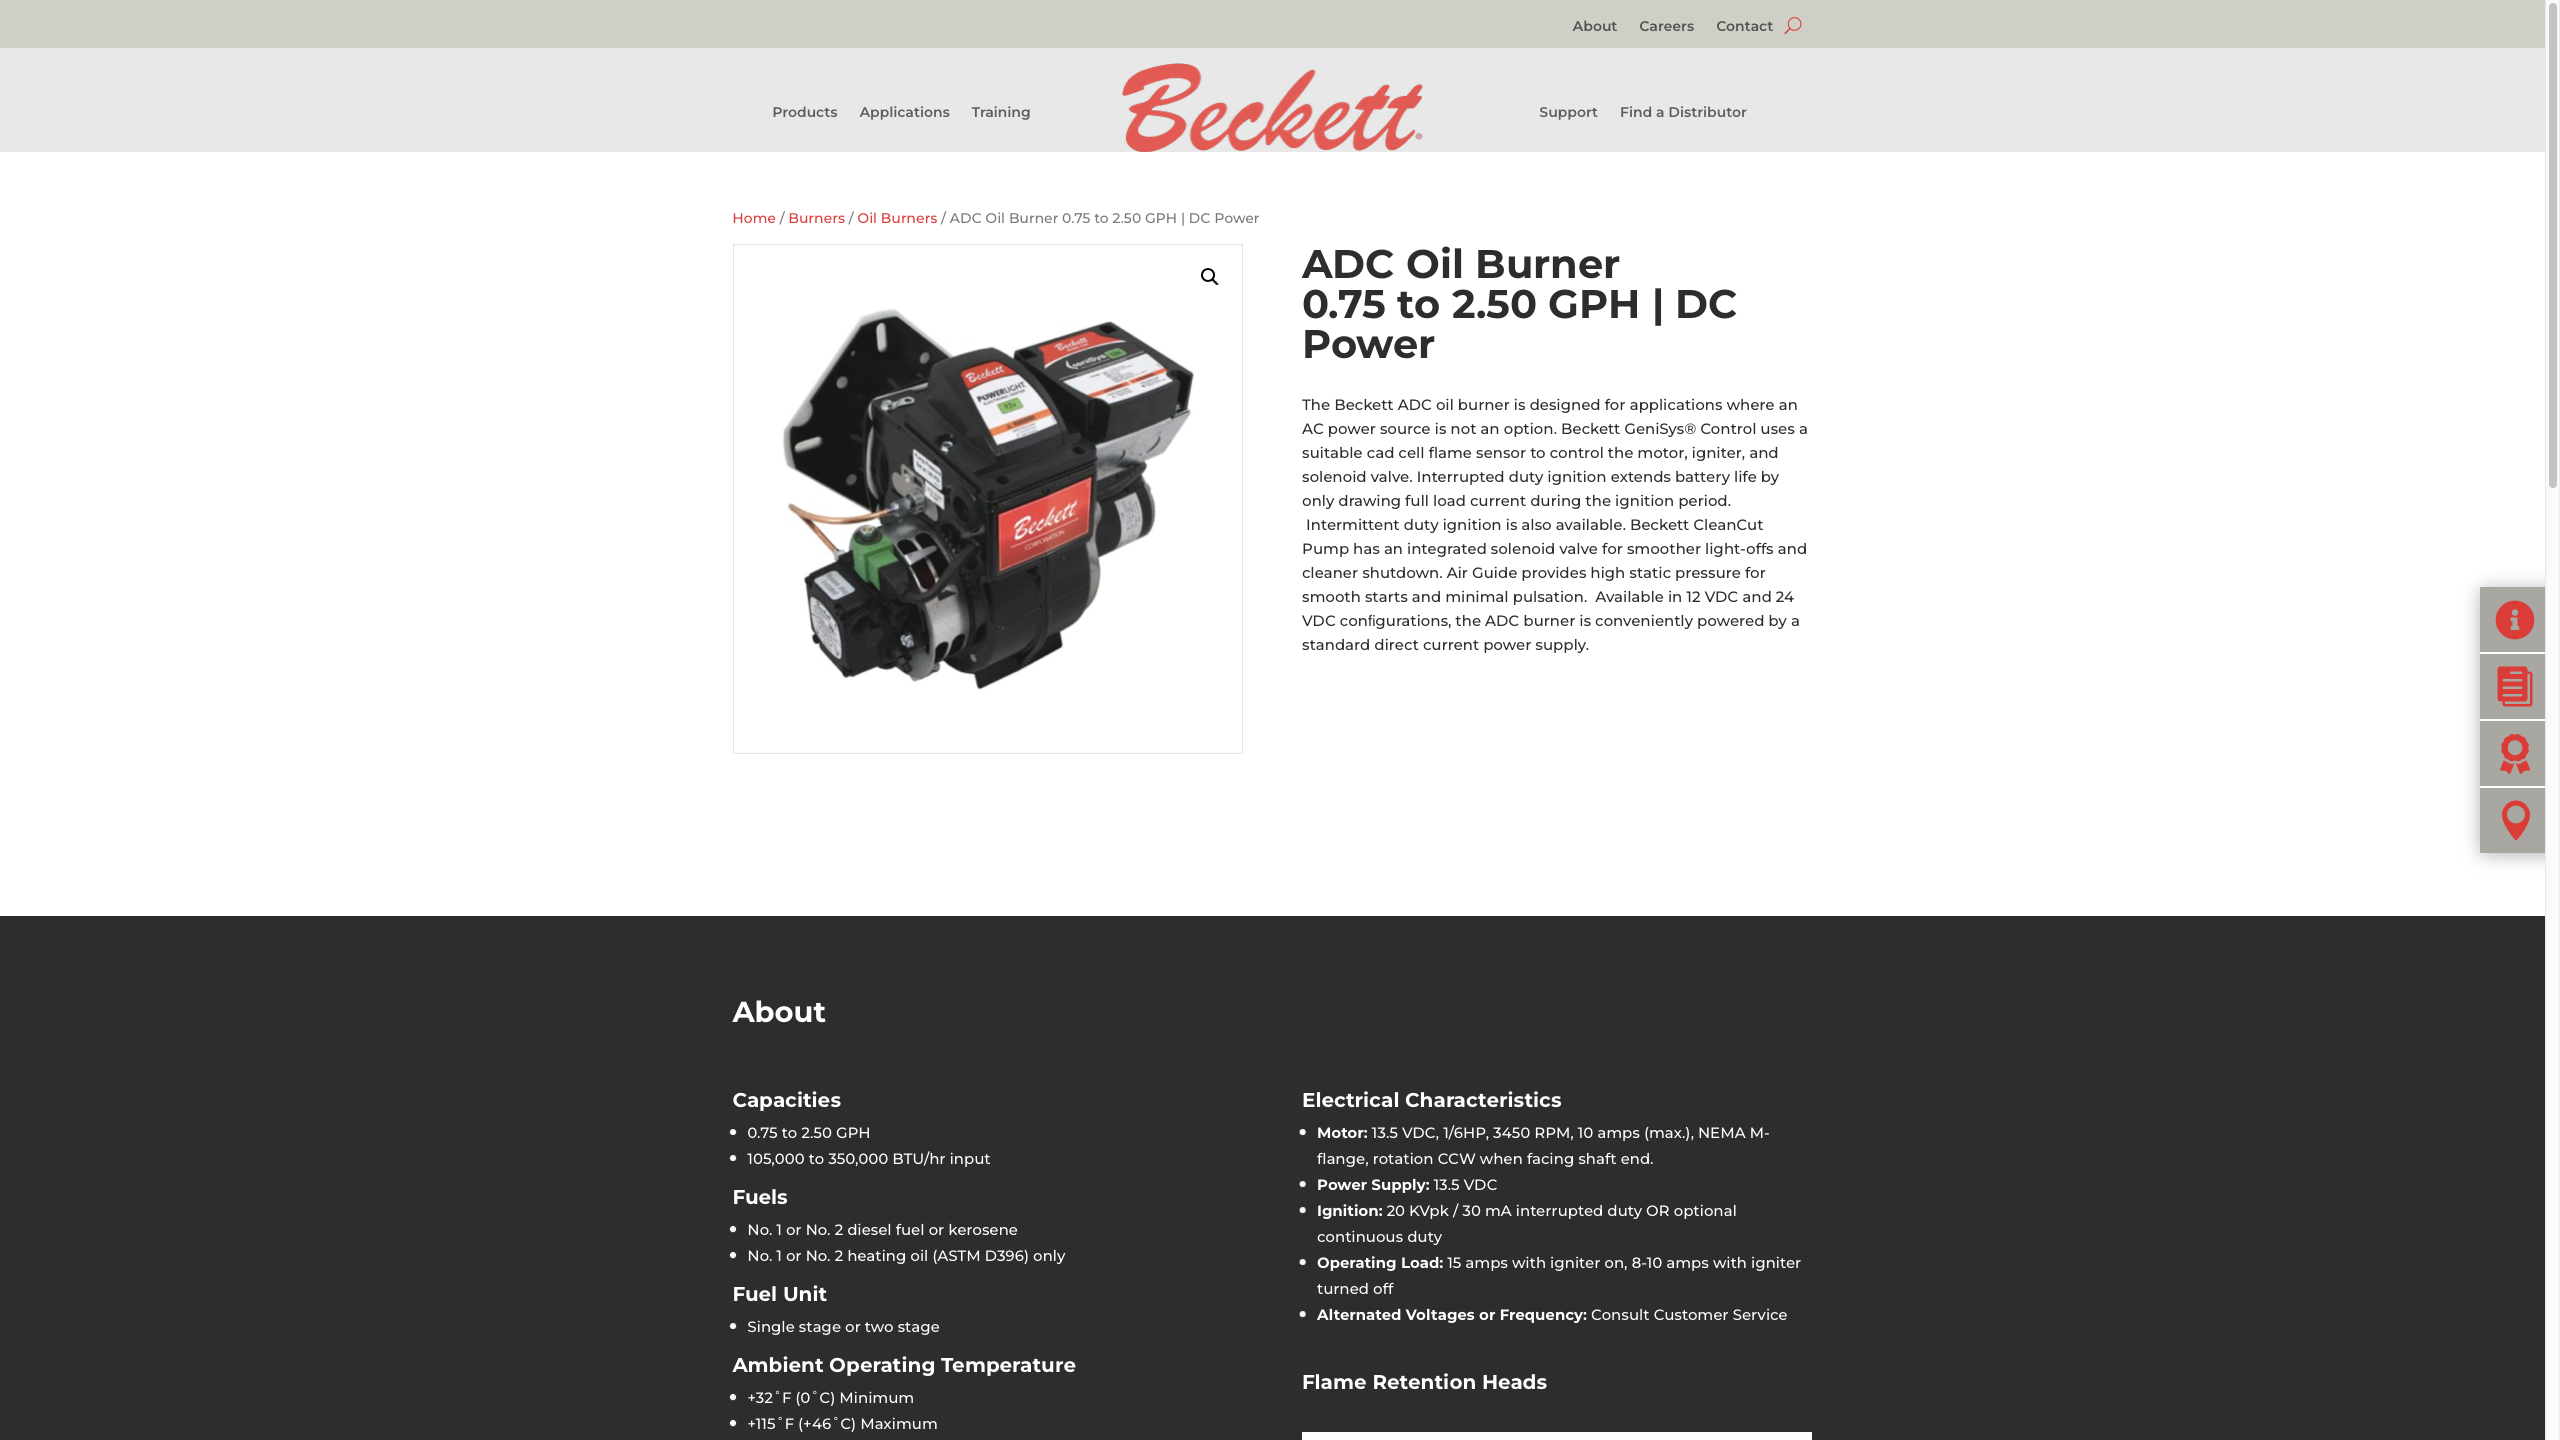 About Careers Contact
Products Applications Training
Beckett®
Support Find a Distributor
Home / Burners / Oil Burners / ADC Oil Burner 0.75 to 2.50 GPH | DC Power
Beckett
POWERLIGHT
ELECTRONIC IGNITER
12v
Beckett
GeniSys
Beckett
CORPORATION
ADC Oil Burner
0.75 to 2.50 GPH | DC
Power
The Beckett ADC oil burner is designed for applications where an
AC power source is not an option. Beckett GeniSys® Control uses a
suitable cad cell flame sensor to control the motor, igniter, and
solenoid valve. Interrupted duty ignition extends battery life by
only drawing full load current during the ignition period.
Intermittent duty ignition is also available. Beckett CleanCut
Pump has an integrated solenoid valve for smoother light-offs and
cleaner shutdown. Air Guide provides high static pressure for
smooth starts and minimal pulsation. Available in 12 VDC and 24
VDC configurations, the ADC burner is conveniently powered by a
standard direct current power supply.
About
Capacities
0.75 to 2.50 GPH
105,000 to 350,000 BTU/hr input
Fuels
No. 1 or No. 2 diesel fuel or kerosene
No. 1 or No. 2 heating oil (ASTM D396) only
Fuel Unit
Single stage or two stage
Ambient Operating Temperature
+32˚F (0˚C) Minimum
+115˚F (+46˚C) Maximum
Electrical Characteristics
Motor: 13.5 VDC, 1/6HP, 3450 RPM, 10 amps (max.), NEMA M-
flange, rotation CCW when facing shaft end.
Power Supply: 13.5 VDC
Ignition: 20 KVpk / 30 mA interrupted duty OR optional
continuous duty
Operating Load: 15 amps with igniter on, 8-10 amps with igniter
turned off
Alternated Voltages or Frequency: Consult Customer Service
Flame Retention Heads